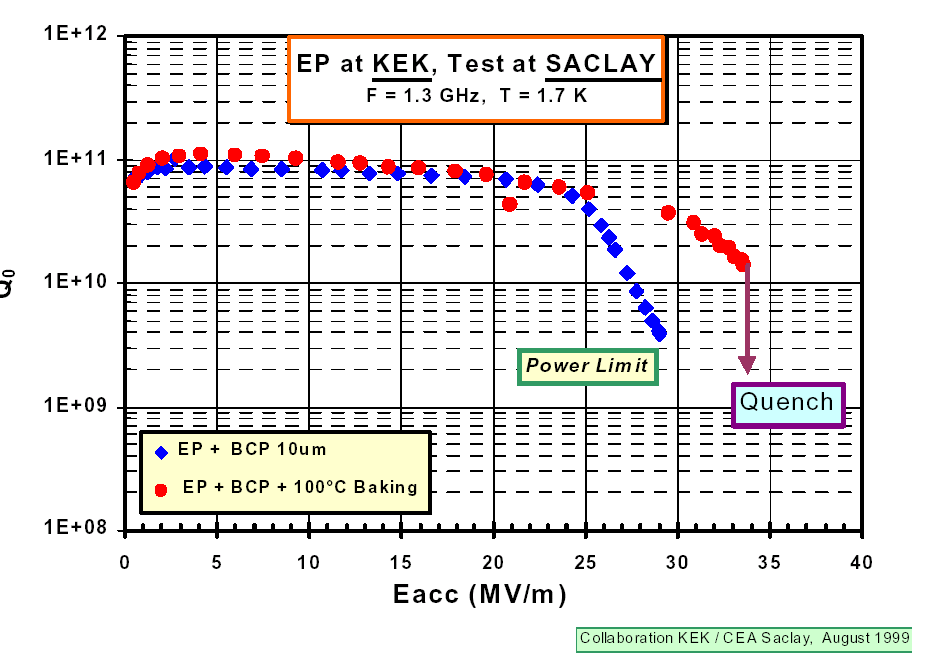 1E+12
EP at KEK, Test at SACLAY
F = 1.3 GHz, T = 1.7 K
1E+11
1E+10
Q0
Power Limit
1E+09
Quench
EP + BCP 10um
EP + BCP + 100°C Baking
1E+08
0 5 10 15 20 25 30 35 40
Eacc (MV/m)
Collaboration KEK / CEA Saclay, August 1999